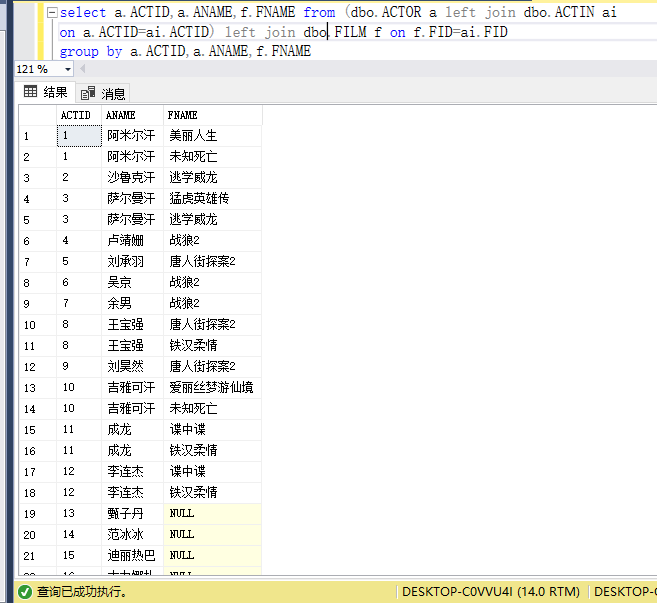 select a.ACTID,a.ANAME,f.FNAME from (dbo.ACTOR a left join dbo.ACTIN ai
on a.ACTID=ai.ACTID) left join dbo.FILM f on f.FID=ai.FID
group by a.ACTID,a.ANAME,f.FNAME
121 %
结果 消息
ACTID ANAME FNAME
1 1 阿米尔汗 美丽人生
2 1 阿米尔汗 未知死亡
3 2 沙鲁克汗 逃学威龙
4 3 萨尔曼汗 猛虎英雄传
5 3 萨尔曼汗 逃学威龙
6 4 卢靖姗 战狼2
7 5 刘承羽 唐人街探案2
8 6 吴京 战狼2
9 7 余男 战狼2
10 8 王宝强 唐人街探案2
11 8 王宝强 铁汉柔情
12 9 刘昊然 唐人街探案2
13 10 吉雅可汗 爱丽丝梦游仙境
14 10 吉雅可汗 未知死亡
15 11 成龙 谍中谍
16 11 成龙 铁汉柔情
17 12 李连杰 谍中谍
18 12 李连杰 铁汉柔情
19 13 甄子丹 NULL
20 14 范冰冰 NULL
21 15 迪丽热巴 NULL
查询已成功执行。 DESKTOP-C0VVU4I (14.0 RTM) DESKTOP-